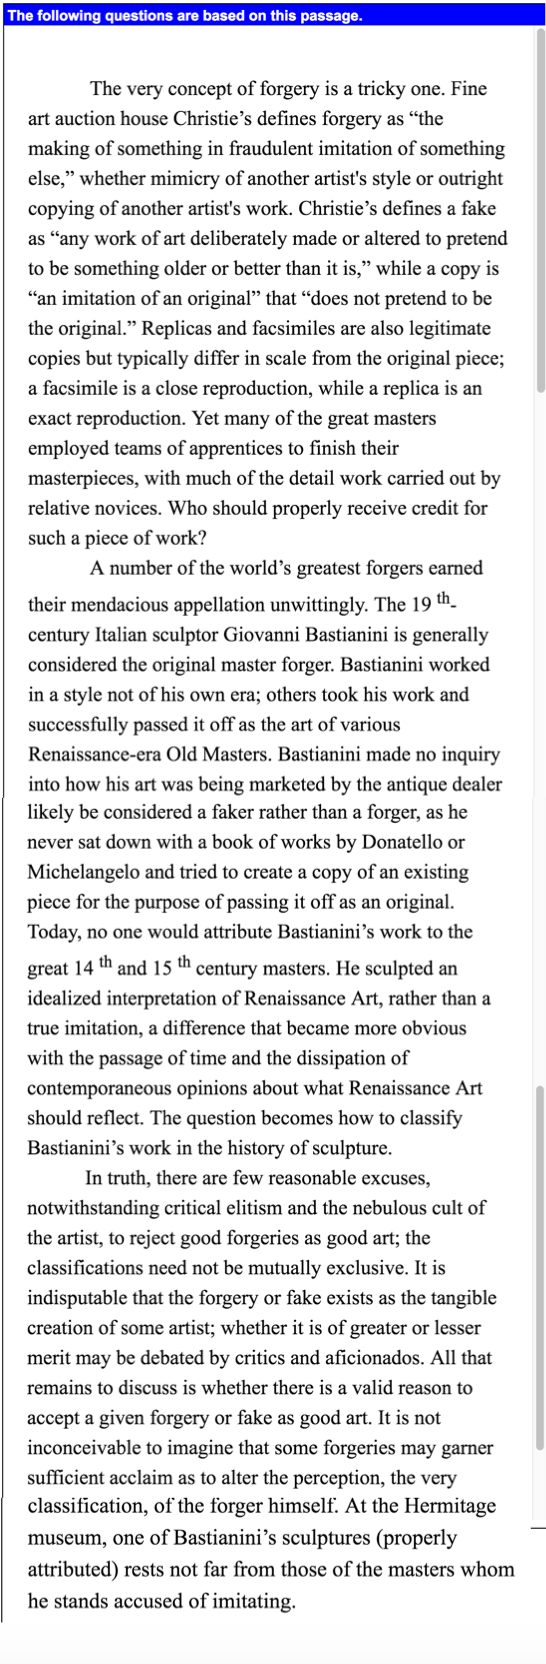 The following questions are based on this passage.
The very concept of forgery is a tricky one. Fine
art auction house Christie’s defines forgery as “the
making of something in fraudulent imitation of something
else,” whether mimicry of another artist's style or outright
copying of another artist's work. Christie’s defines a fake
as “any work of art deliberately made or altered to pretend
to be something older or better than it is,” while a copy is
“an imitation of an original” that “does not pretend to be
the original.” Replicas and facsimiles are also legitimate
copies but typically differ in scale from the original piece;
a facsimile is a close reproduction, while a replica is an
exact reproduction. Yet many of the great masters
employed teams of apprentices to finish their
masterpieces, with much of the detail work carried out by
relative novices. Who should properly receive credit for
such a piece of work?
A number of the world’s greatest forgers earned
their mendacious appellation unwittingly. The 19 th-
century Italian sculptor Giovanni Bastianini is generally
considered the original master forger. Bastianini worked
in a style not of his own era; others took his work and
successfully passed it off as the art of various
Renaissance-era Old Masters. Bastianini made no inquiry
into how his art was being marketed by the antique dealer
likely be considered a faker rather than a forger, as he
never sat down with a book of works by Donatello or
Michelangelo and tried to create a copy of an existing
piece for the purpose of passing it off as an original.
Today, no one would attribute Bastianini’s work to the
great 14 th and 15 th century masters. He sculpted an
idealized interpretation of Renaissance Art, rather than a
true imitation, a difference that became more obvious
with the passage of time and the dissipation of
contemporaneous opinions about what Renaissance Art
should reflect. The question becomes how to classify
Bastianini’s work in the history of sculpture.
In truth, there are few reasonable excuses,
notwithstanding critical elitism and the nebulous cult of
the artist, to reject good forgeries as good art; the
classifications need not be mutually exclusive. It is
indisputable that the forgery or fake exists as the tangible
creation of some artist; whether it is of greater or lesser
merit may be debated by critics and aficionados. All that
remains to discuss is whether there is a valid reason to
accept a given forgery or fake as good art. It is not
inconceivable to imagine that some forgeries may garner
sufficient acclaim as to alter the perception, the very
classification, of the forger himself. At the Hermitage
museum, one of Bastianini’s sculptures (properly
attributed) rests not far from those of the masters whom
he stands accused of imitating.